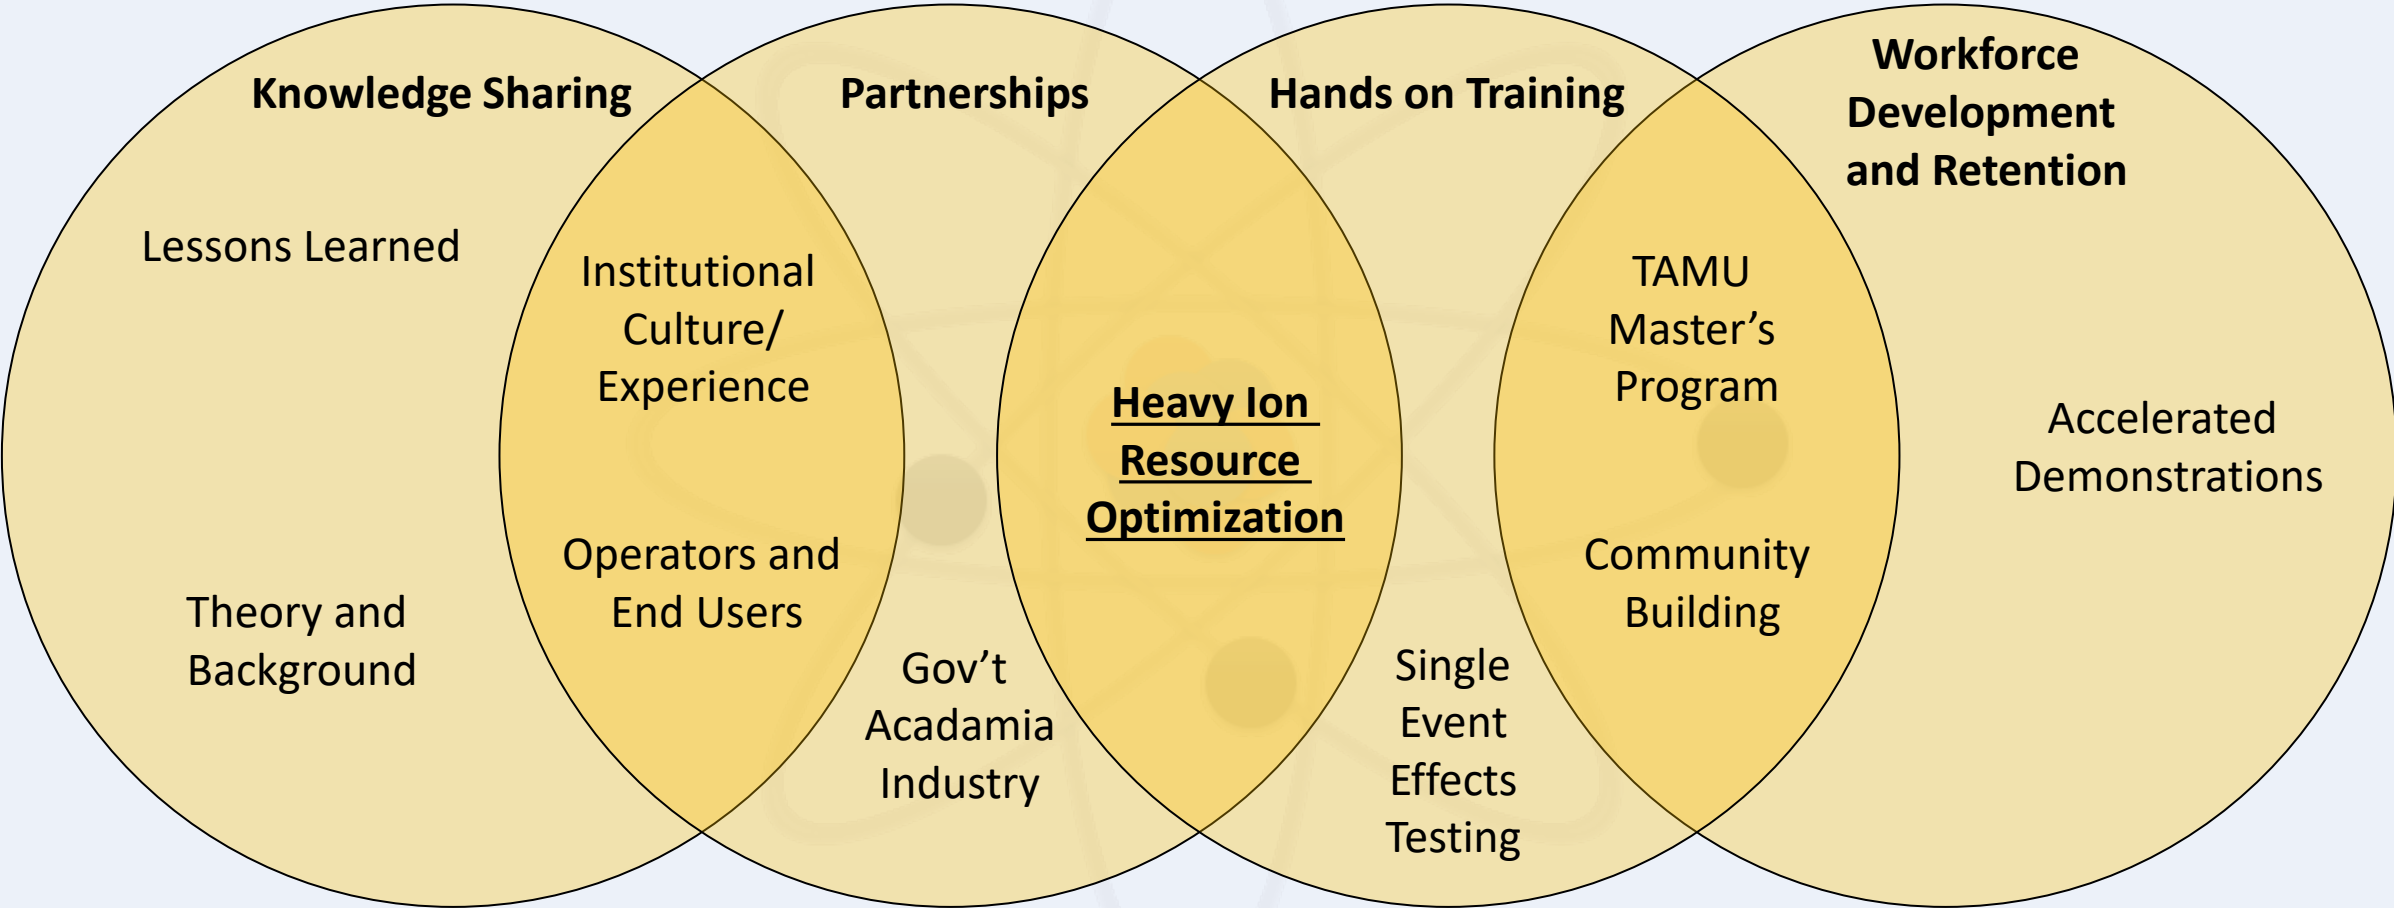 Knowledge Sharing
Lessons Learned
Theory and
Background
Institutional
Culture/
Experience
Operators and
End Users
Partnerships
Gov't
Acadamia
Industry
Heavy Ion
Resource
Optimization
Hands on Training
Single
Event
Effects
Testing
TAMU
Master's
Program
Community
Building
Workforce
Development
and Retention
Accelerated
Demonstrations